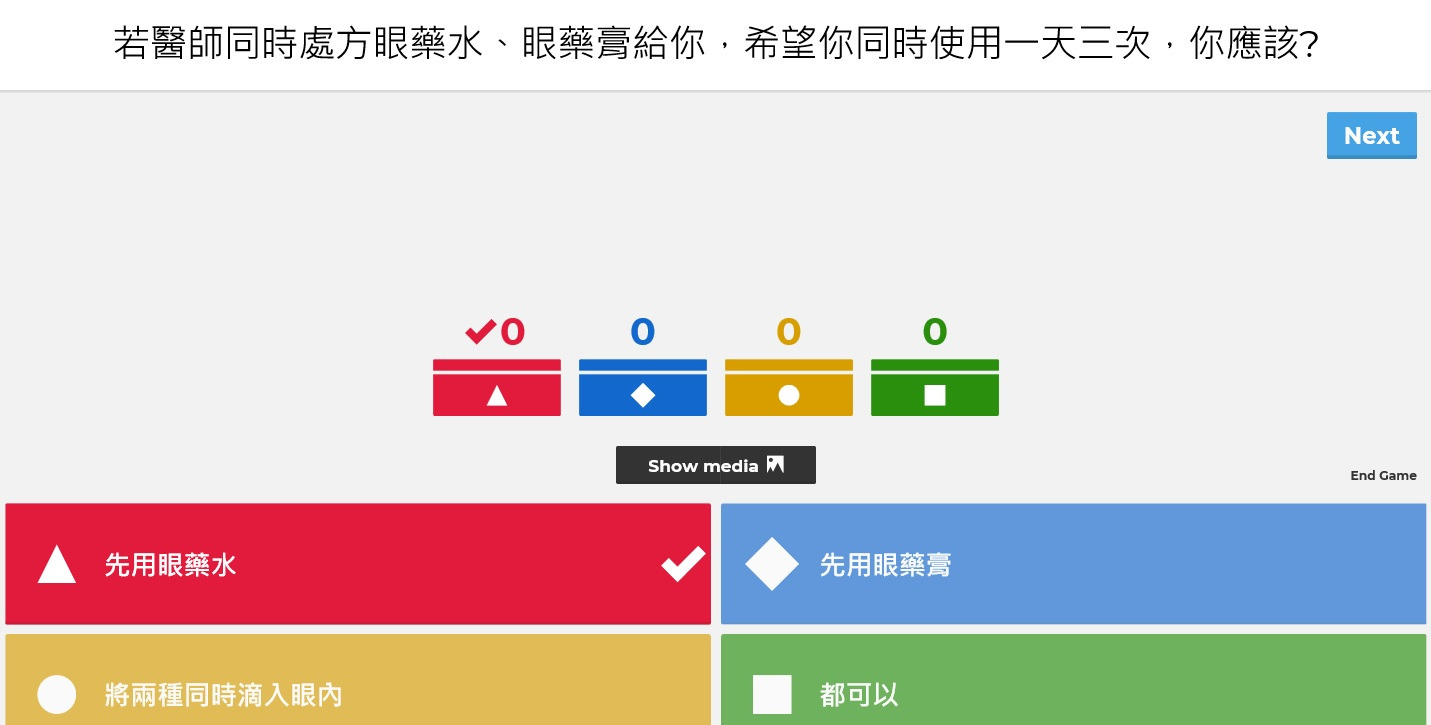 若醫師同時處方眼藥水、眼藥膏給你，希望你同時使用一天三次，你應該?
Next
0 0 0 0
Show media
End Game
先用眼藥水
先用眼藥膏
將兩種同時滴入眼內
都可以